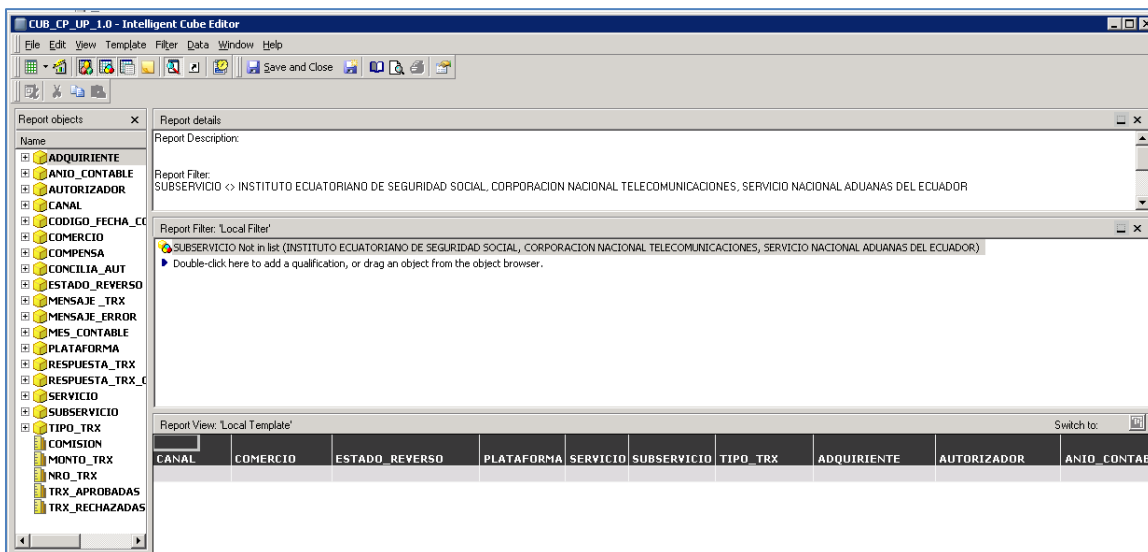 CUB_CP_UP_1.0 - Intelligent Cube Editor
File Edit View Template Filter Data Window Help
Save and Close
Report objects
Name
ADQUIRIENTE
ANIO_CONTABLE
AUTORIZADOR
CANAL
CODIGO_FECHA_CO
COMERCIO
COMPENSA
CONCILIA_AUT
ESTADO_REVERSO
MENSAJE _TRX
MENSAJE_ERROR
MES_CONTABLE
PLATAFORMA
RESPUESTA_TRX
RESPUESTA_TRX_C
SERVICIO
SUBSERVICIO
TIPO_TRX
COMISION
MONTO_TRX
NRO_TRX
TRX_APROBADAS
TRX_RECHAZADAS
Report details
Report Description:
Report Filter:
SUBSERVICIO <> INSTITUTO ECUATORIANO DE SEGURIDAD SOCIAL, CORPORACION NACIONAL TELECOMUNICACIONES, SERVICIO NACIONAL ADUANAS DEL ECUADOR
Report Filter: 'Local Filter'
SUBSERVICIO Not in list (INSTITUTO ECUATORIANO DE SEGURIDAD SOCIAL, CORPORACION NACIONAL TELECOMUNICACIONES, SERVICIO NACIONAL ADUANAS DEL ECUADOR)
Double-click here to add a qualification, or drag an object from the object browser.
Report View: 'Local Template' Switch to:
CANAL COMERCIO ESTADO_REVERSO PLATAFORMA SERVICIO SUBSERVICIO TIPO_TRX ADQUIRIENTE AUTORIZADOR ANIO_CONTAB